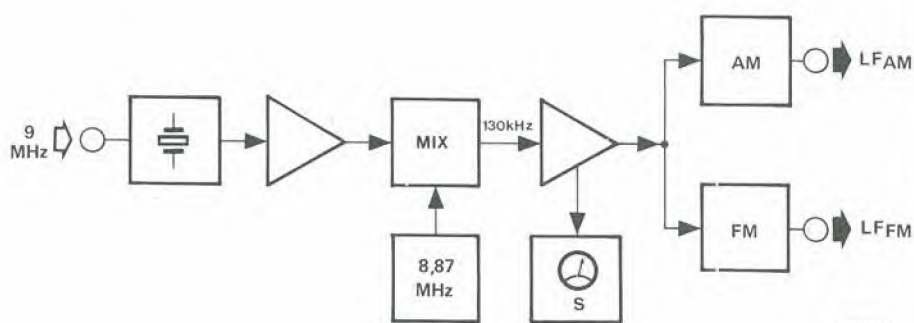 9
MHz
MIX
130kHz
8,87
MHz
S
AM
LFAM
FM
LFFM